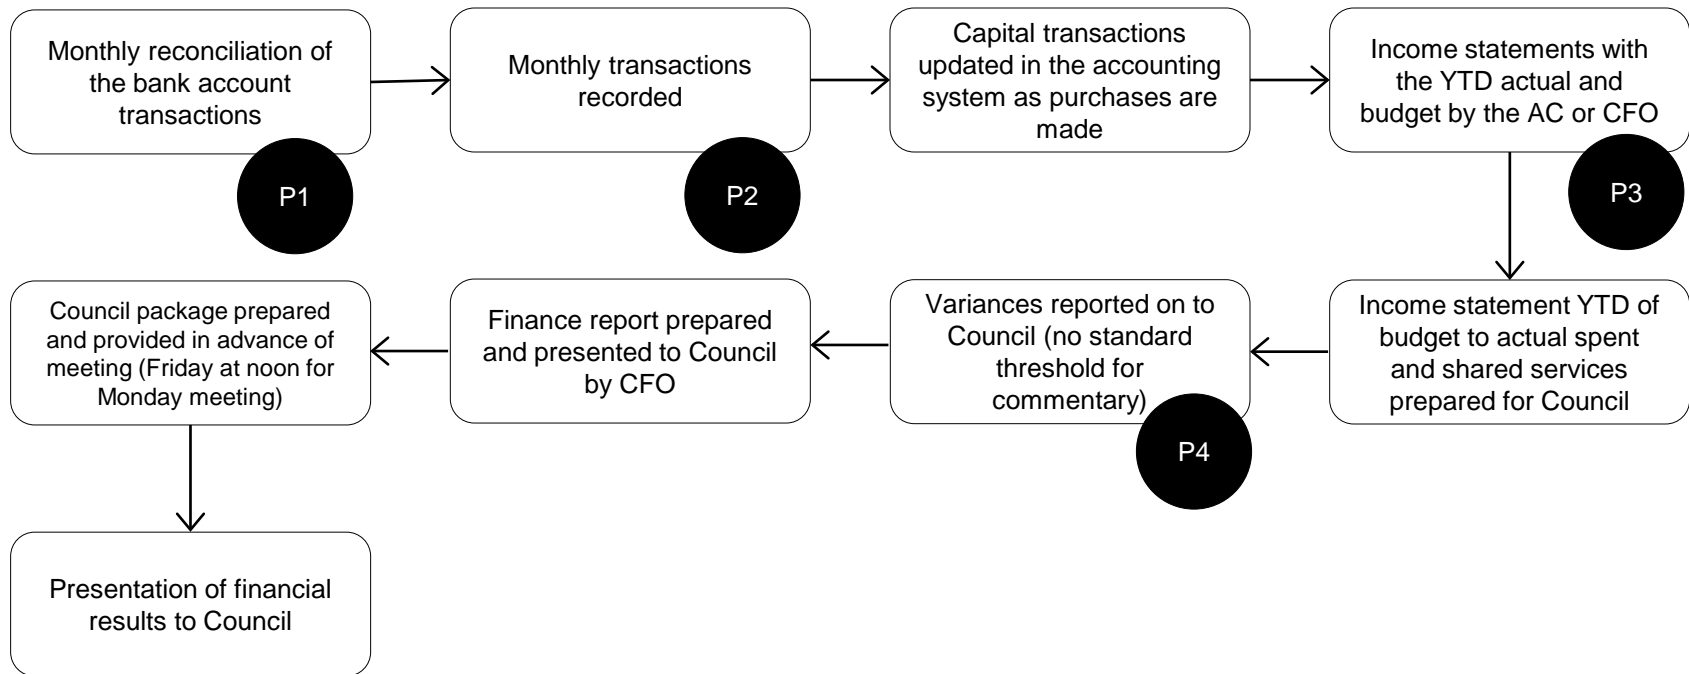 Monthly reconciliation of
the bank account
transactions
P1
Monthly transactions
recorded
P2
Capital transactions
updated in the accounting
system as purchases are
made
Income statements with
the YTD actual and
budget by the AC or CFO
P3
Income statement YTD of
budget to actual spent
and shared services
prepared for Council
Variances reported on to
Council (no standard
threshold for
commentary)
P4
Finance report prepared
and presented to Council
by CFO
Council package prepared
and provided in advance of
meeting (Friday at noon for
Monday meeting)
Presentation of financial
results to Council